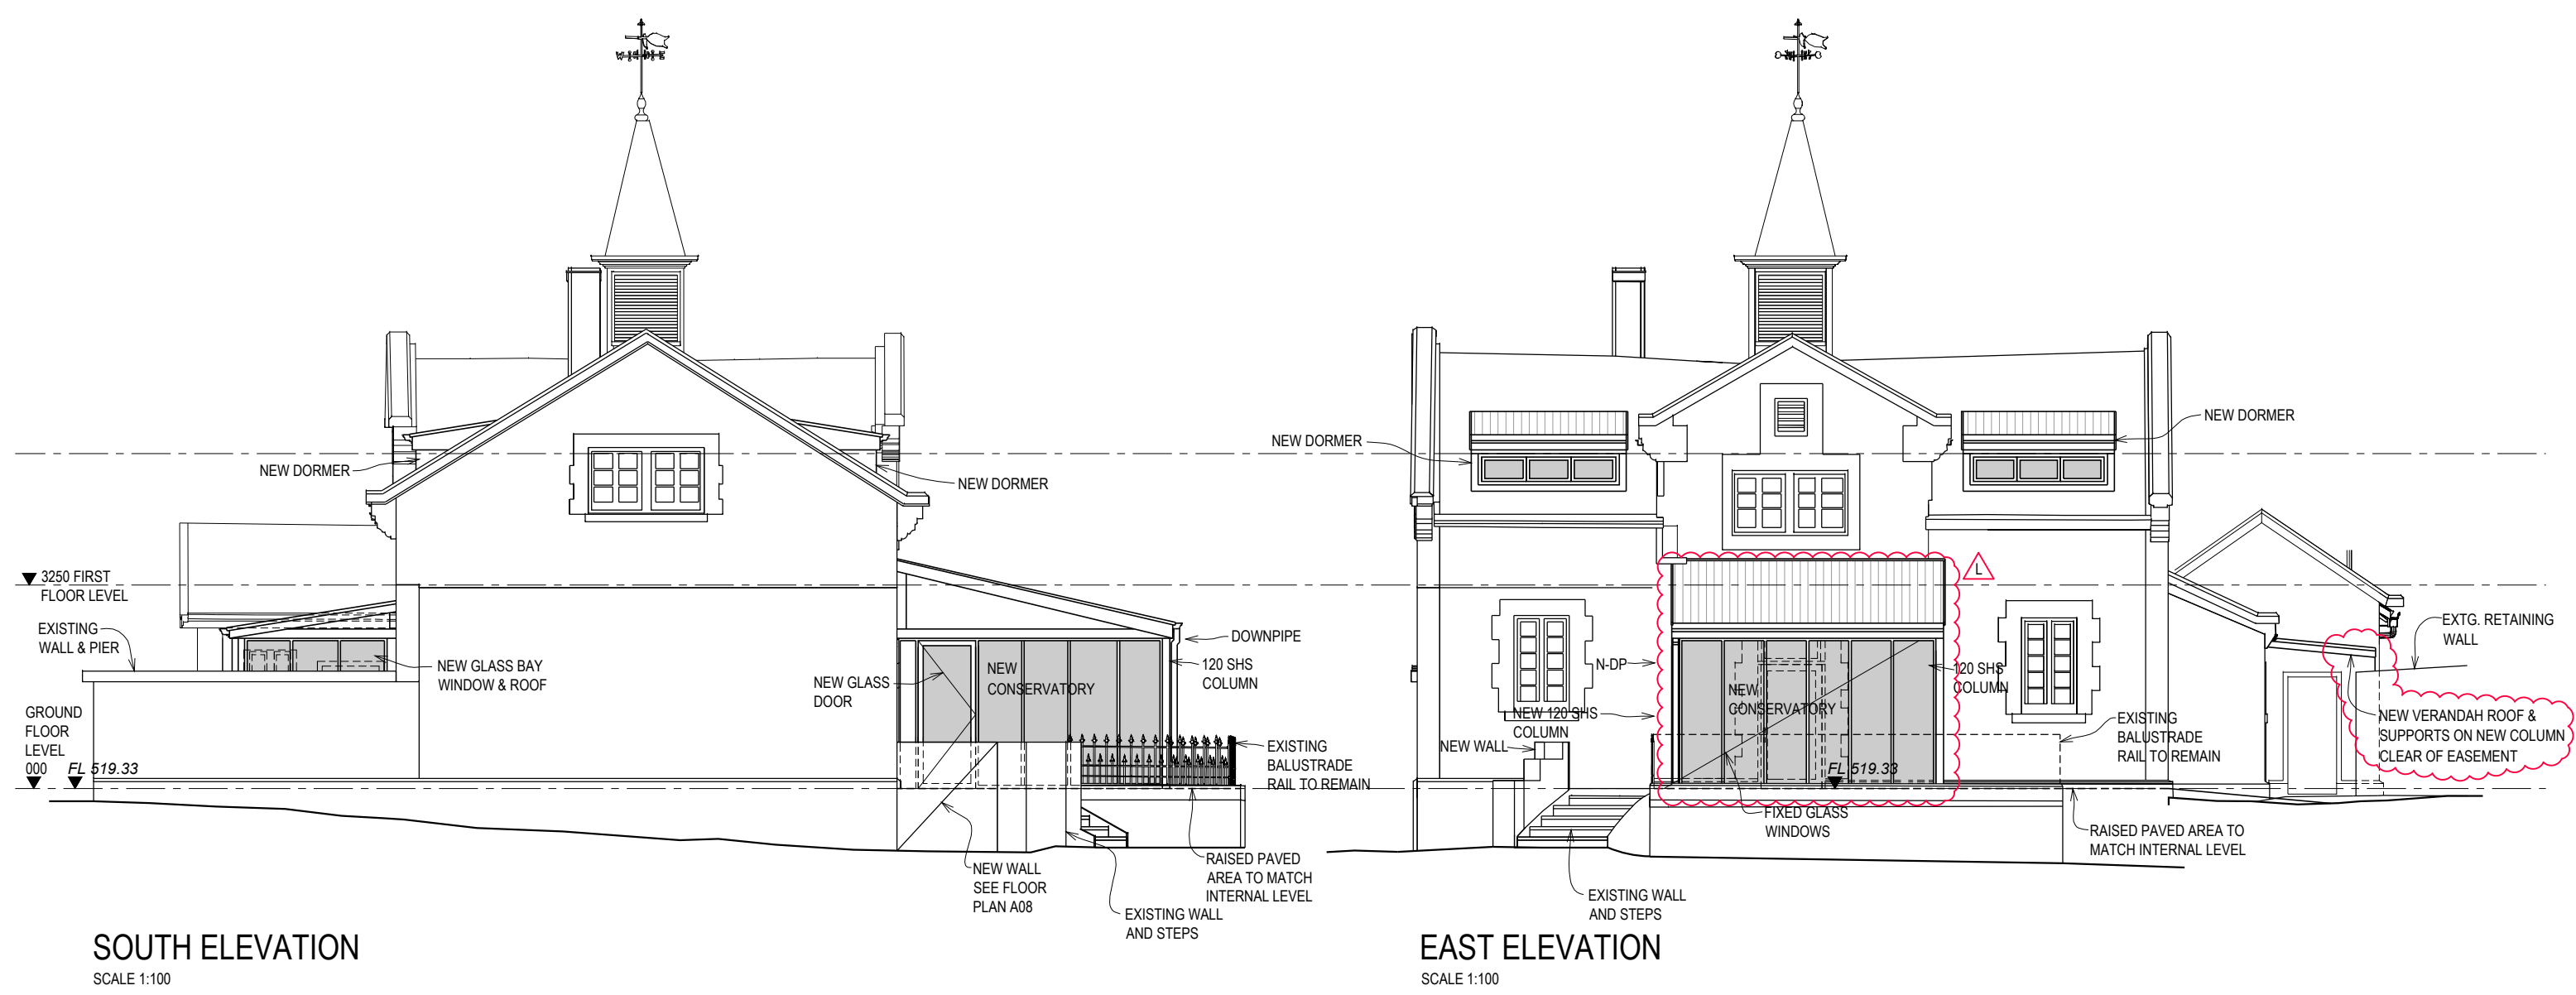 NEW DORMER
NEW DORMER
3250 FIRST
FLOOR LEVEL
EXISTING
WALL & PIER
NEW GLASS BAY
WINDOW & ROOF
GROUND
FLOOR
LEVEL
000
FL 519.33
NEW GLASS
DOOR
NEW
CONSERVATORY
DOWNPIPE
120 SHS
COLUMN
EXISTING
BALUSTRADE
RAIL TO REMAIN
RAISED PAVED
AREA TO MATCH
INTERNAL LEVEL
NEW WALL
SEE FLOOR
PLAN A08
EXISTING WALL
AND STEPS
SOUTH ELEVATION
SCALE 1:100
NEW DORMER
NEW DORMER
L
N-DP
NEW 120 SHS
COLUMN
NEW WALL
NEW
CONSERVATORY
120 SHS
COLUMN
FL 519.33
FIXED GLASS
WINDOWS
EXISTING
BALUSTRADE
RAIL TO REMAIN
EXTG. RETAINING
WALL
NEW VERANDAH ROOF &
SUPPORTS ON NEW COLUMN
CLEAR OF EASEMENT
RAISED PAVED AREA TO
MATCH INTERNAL LEVEL
EXISTING WALL
AND STEPS
EAST ELEVATION
SCALE 1:100